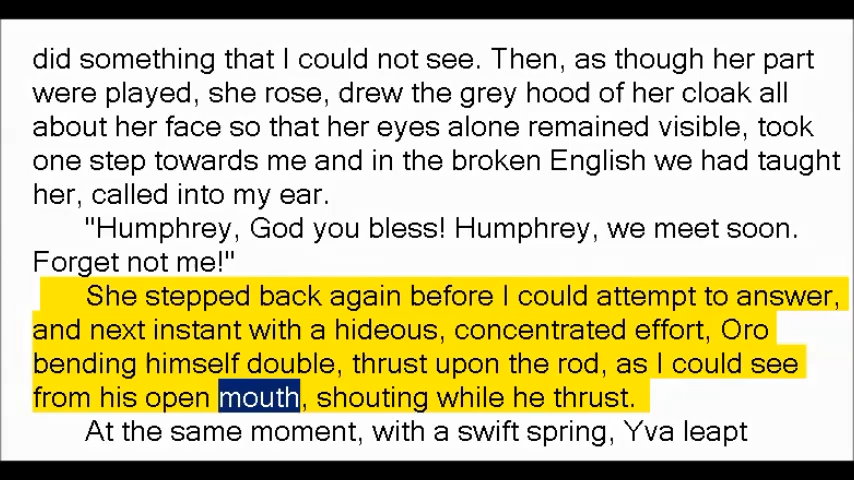 did something that I could not see. Then, as though her part
were played, she rose, drew the grey hood of her cloak all
about her face so that her eyes alone remained visible, took
one step towards me and in the broken English we had taught
her, called into my ear.
"Humphrey, God you bless! Humphrey, we meet soon.
Forget not me!"
She stepped back again before I could attempt to answer,
and next instant with a hideous, concentrated effort, Oro
bending himself double, thrust upon the rod, as I could see
from his open mouth, shouting while he thrust.
At the same moment, with a swift spring, Yva leapt